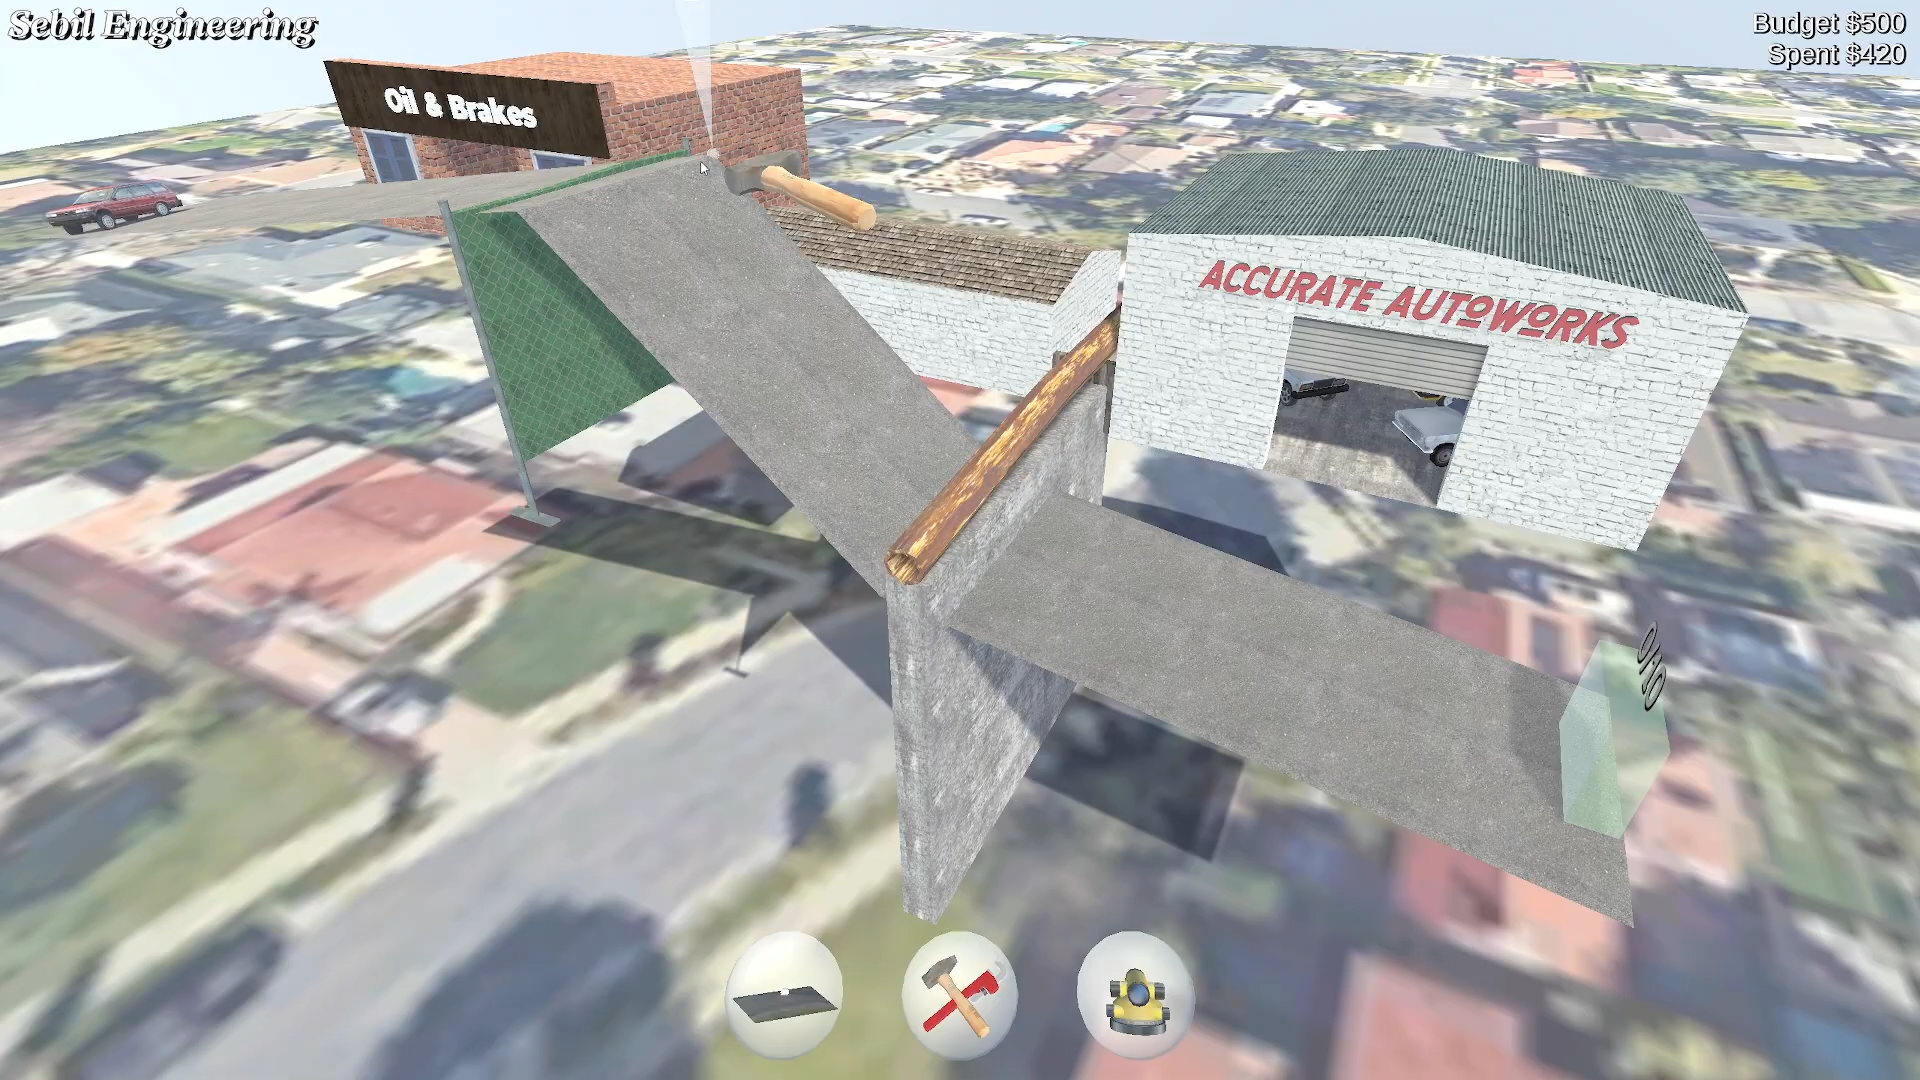 Sebil Engineering
Budget $500
Spent $420
Oil & Brakes
ACCURATE AUTOWORKS